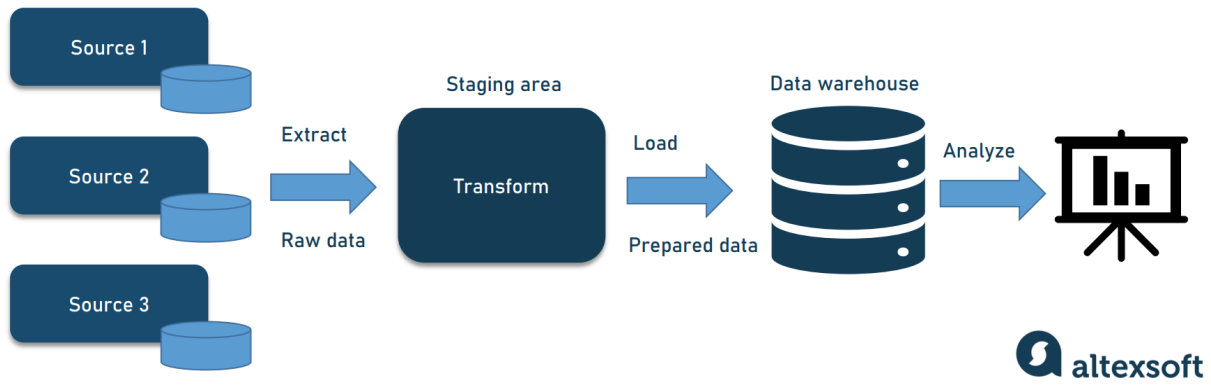 Source 1
Source 2
Source 3
Extract
Raw data
Staging area
Transform
Load
Prepared data
Data warehouse
Analyze
altexsoft